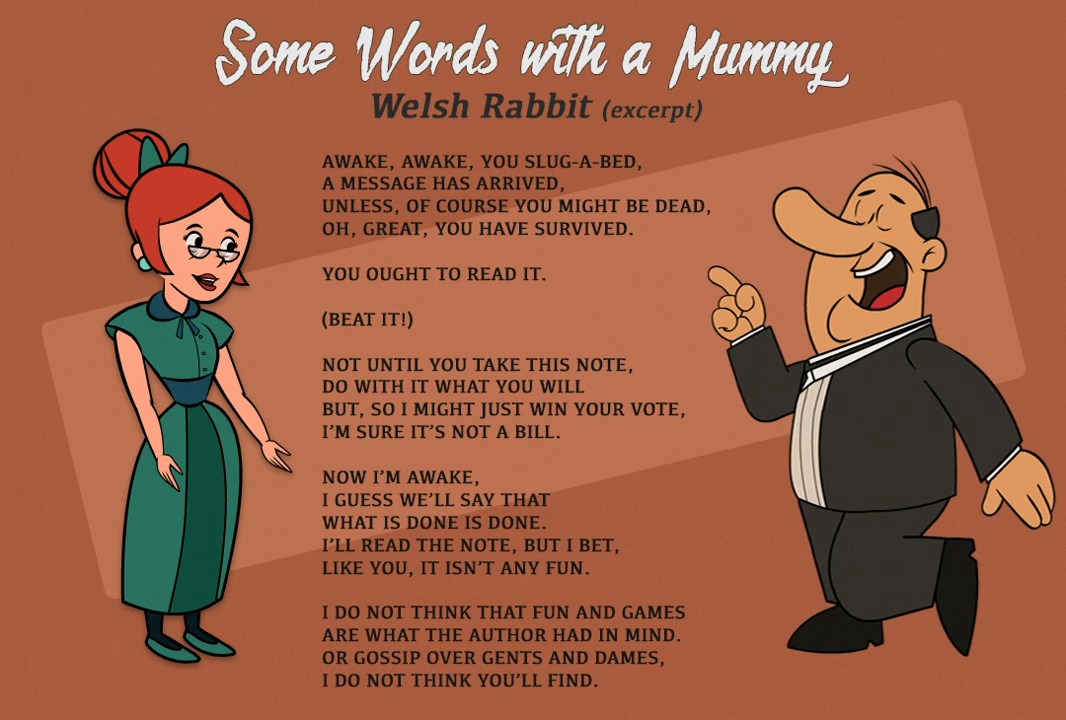 Some Words with a Mummy
Welsh Rabbit (excerpt)
AWAKE, AWAKE, YOU SLUG-A-BED,
A MESSAGE HAS ARRIVED,
UNLESS, OF COURSE YOU MIGHT BE DEAD,
OH, GREAT, YOU HAVE SURVIVED.
YOU OUGHT TO READ IT.
(BEAT IT!)
NOT UNTIL YOU TAKE THIS NOTE,
DO WITH IT WHAT YOU WILL
BUT, SO I MIGHT JUST WIN YOUR VOTE,
I'M SURE IT'S NOT A BILL.
NOW I'M AWAKE,
I GUESS WE'LL SAY THAT
WHAT IS DONE IS DONE.
I'LL READ THE NOTE, BUT I BET,
LIKE YOU, IT ISN'T ANY FUN.
I DO NOT THINK THAT FUN AND GAMES
ARE WHAT THE AUTHOR HAD IN MIND.
OR GOSSIP OVER GENTS AND DAMES,
I DO NOT THINK YOU'LL FIND.